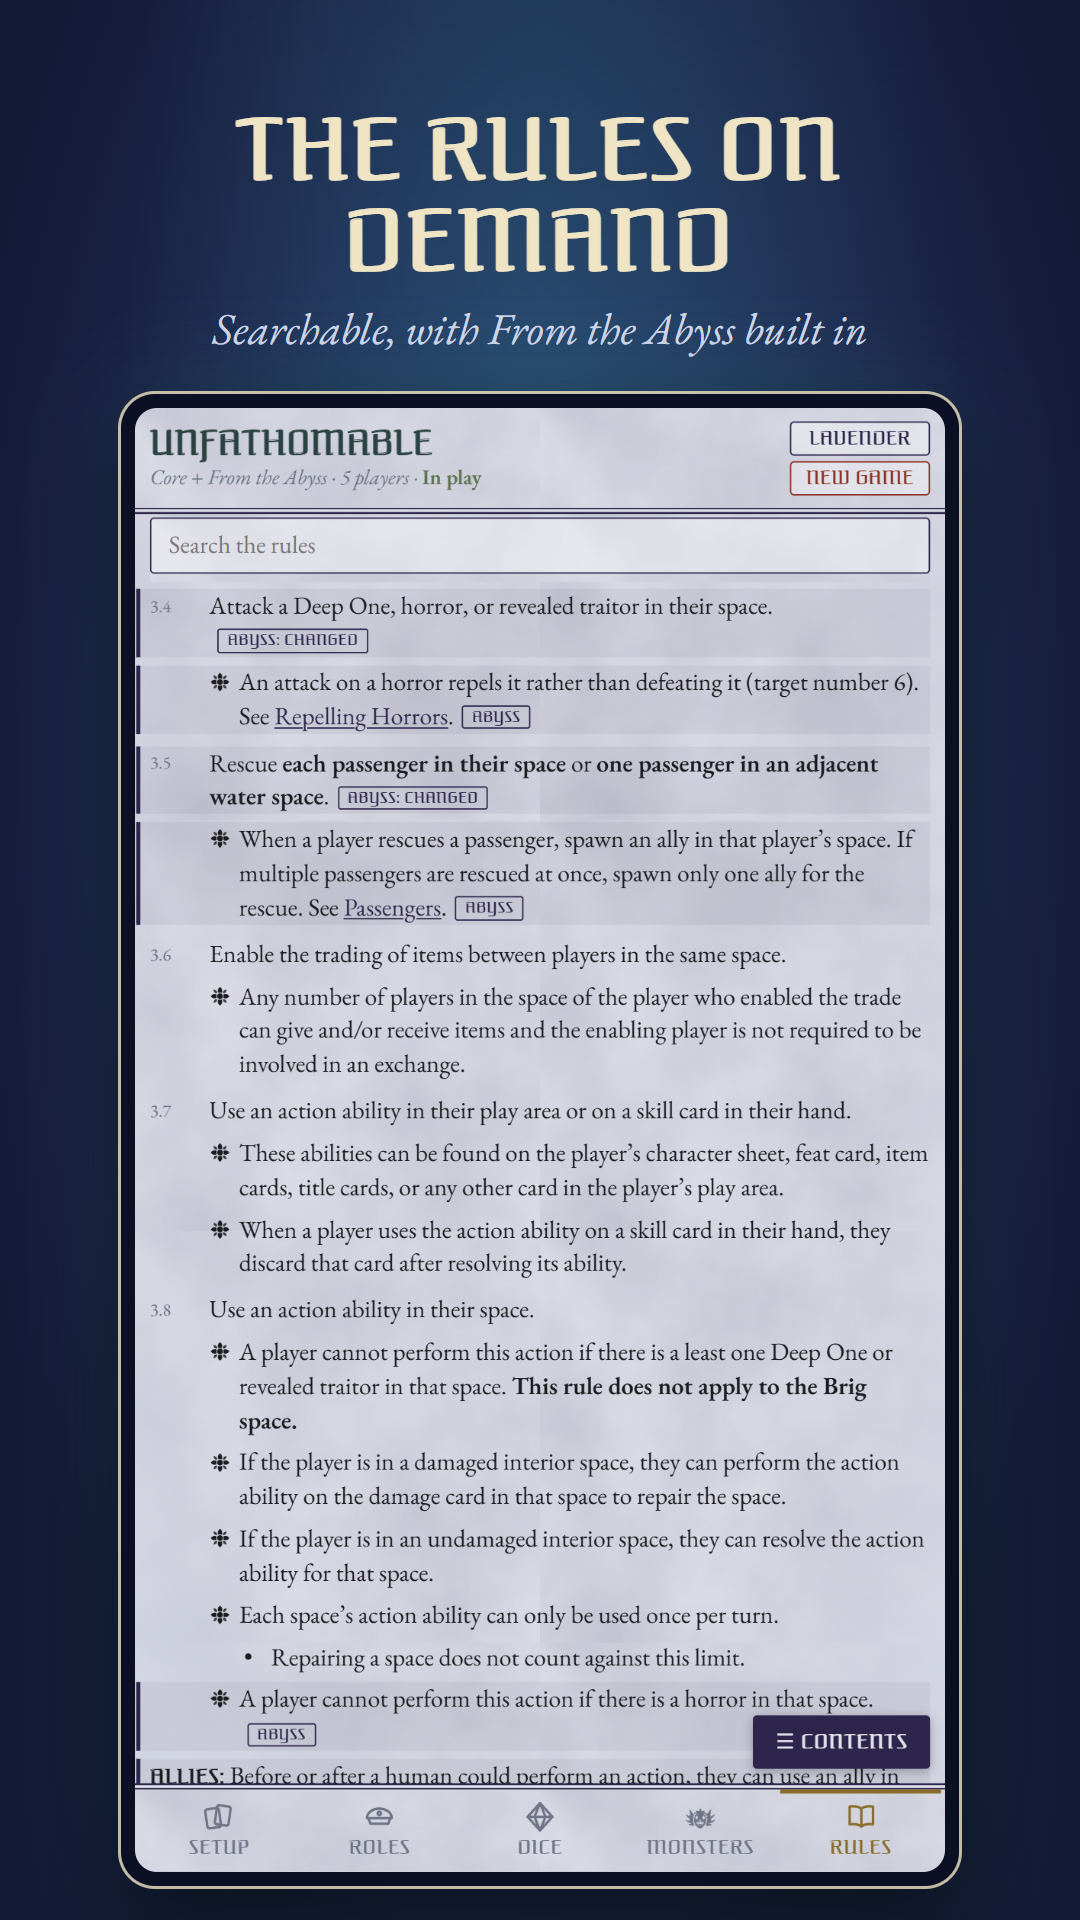 THE RULES ON
DEMAND
Searchable, with From the Abyss built in
UNFATHOMABLE
LAVENDER
Core + From the Abyss · 5 players · In play
NEW GAME
Search the rules
3.4 Attack a Deep One, horror, or revealed traitor in their space.
ABYSS: CHANGED
An attack on a horror repels it rather than defeating it (target number 6).
See Repelling Horrors. ABYSS
3.5 Rescue each passenger in their space or one passenger in an adjacent
water space. ABYSS: CHANGED
When a player rescues a passenger, spawn an ally in that player’s space. If
multiple passengers are rescued at once, spawn only one ally for the
rescue. See Passengers. ABYSS
3.6 Enable the trading of items between players in the same space.
Any number of players in the space of the player who enabled the trade
can give and/or receive items and the enabling player is not required to be
involved in an exchange.
3.7 Use an action ability in their play area or on a skill card in their hand.
These abilities can be found on the player’s character sheet, feat card, item
cards, title cards, or any other card in the player’s play area.
When a player uses the action ability on a skill card in their hand, they
discard that card after resolving its ability.
3.8 Use an action ability in their space.
A player cannot perform this action if there is a least one Deep One or
revealed traitor in that space. This rule does not apply to the Brig
space.
If the player is in a damaged interior space, they can perform the action
ability on the damage card in that space to repair the space.
If the player is in an undamaged interior space, they can resolve the action
ability for that space.
Each space’s action ability can only be used once per turn.
• Repairing a space does not count against this limit.
A player cannot perform this action if there is a horror in that space.
ABYSS
☰ CONTENTS
ALLIES: Before or after a human could perform an action, they can use an ally in
SETUP
ROLES
DICE
MONSTERS
RULES